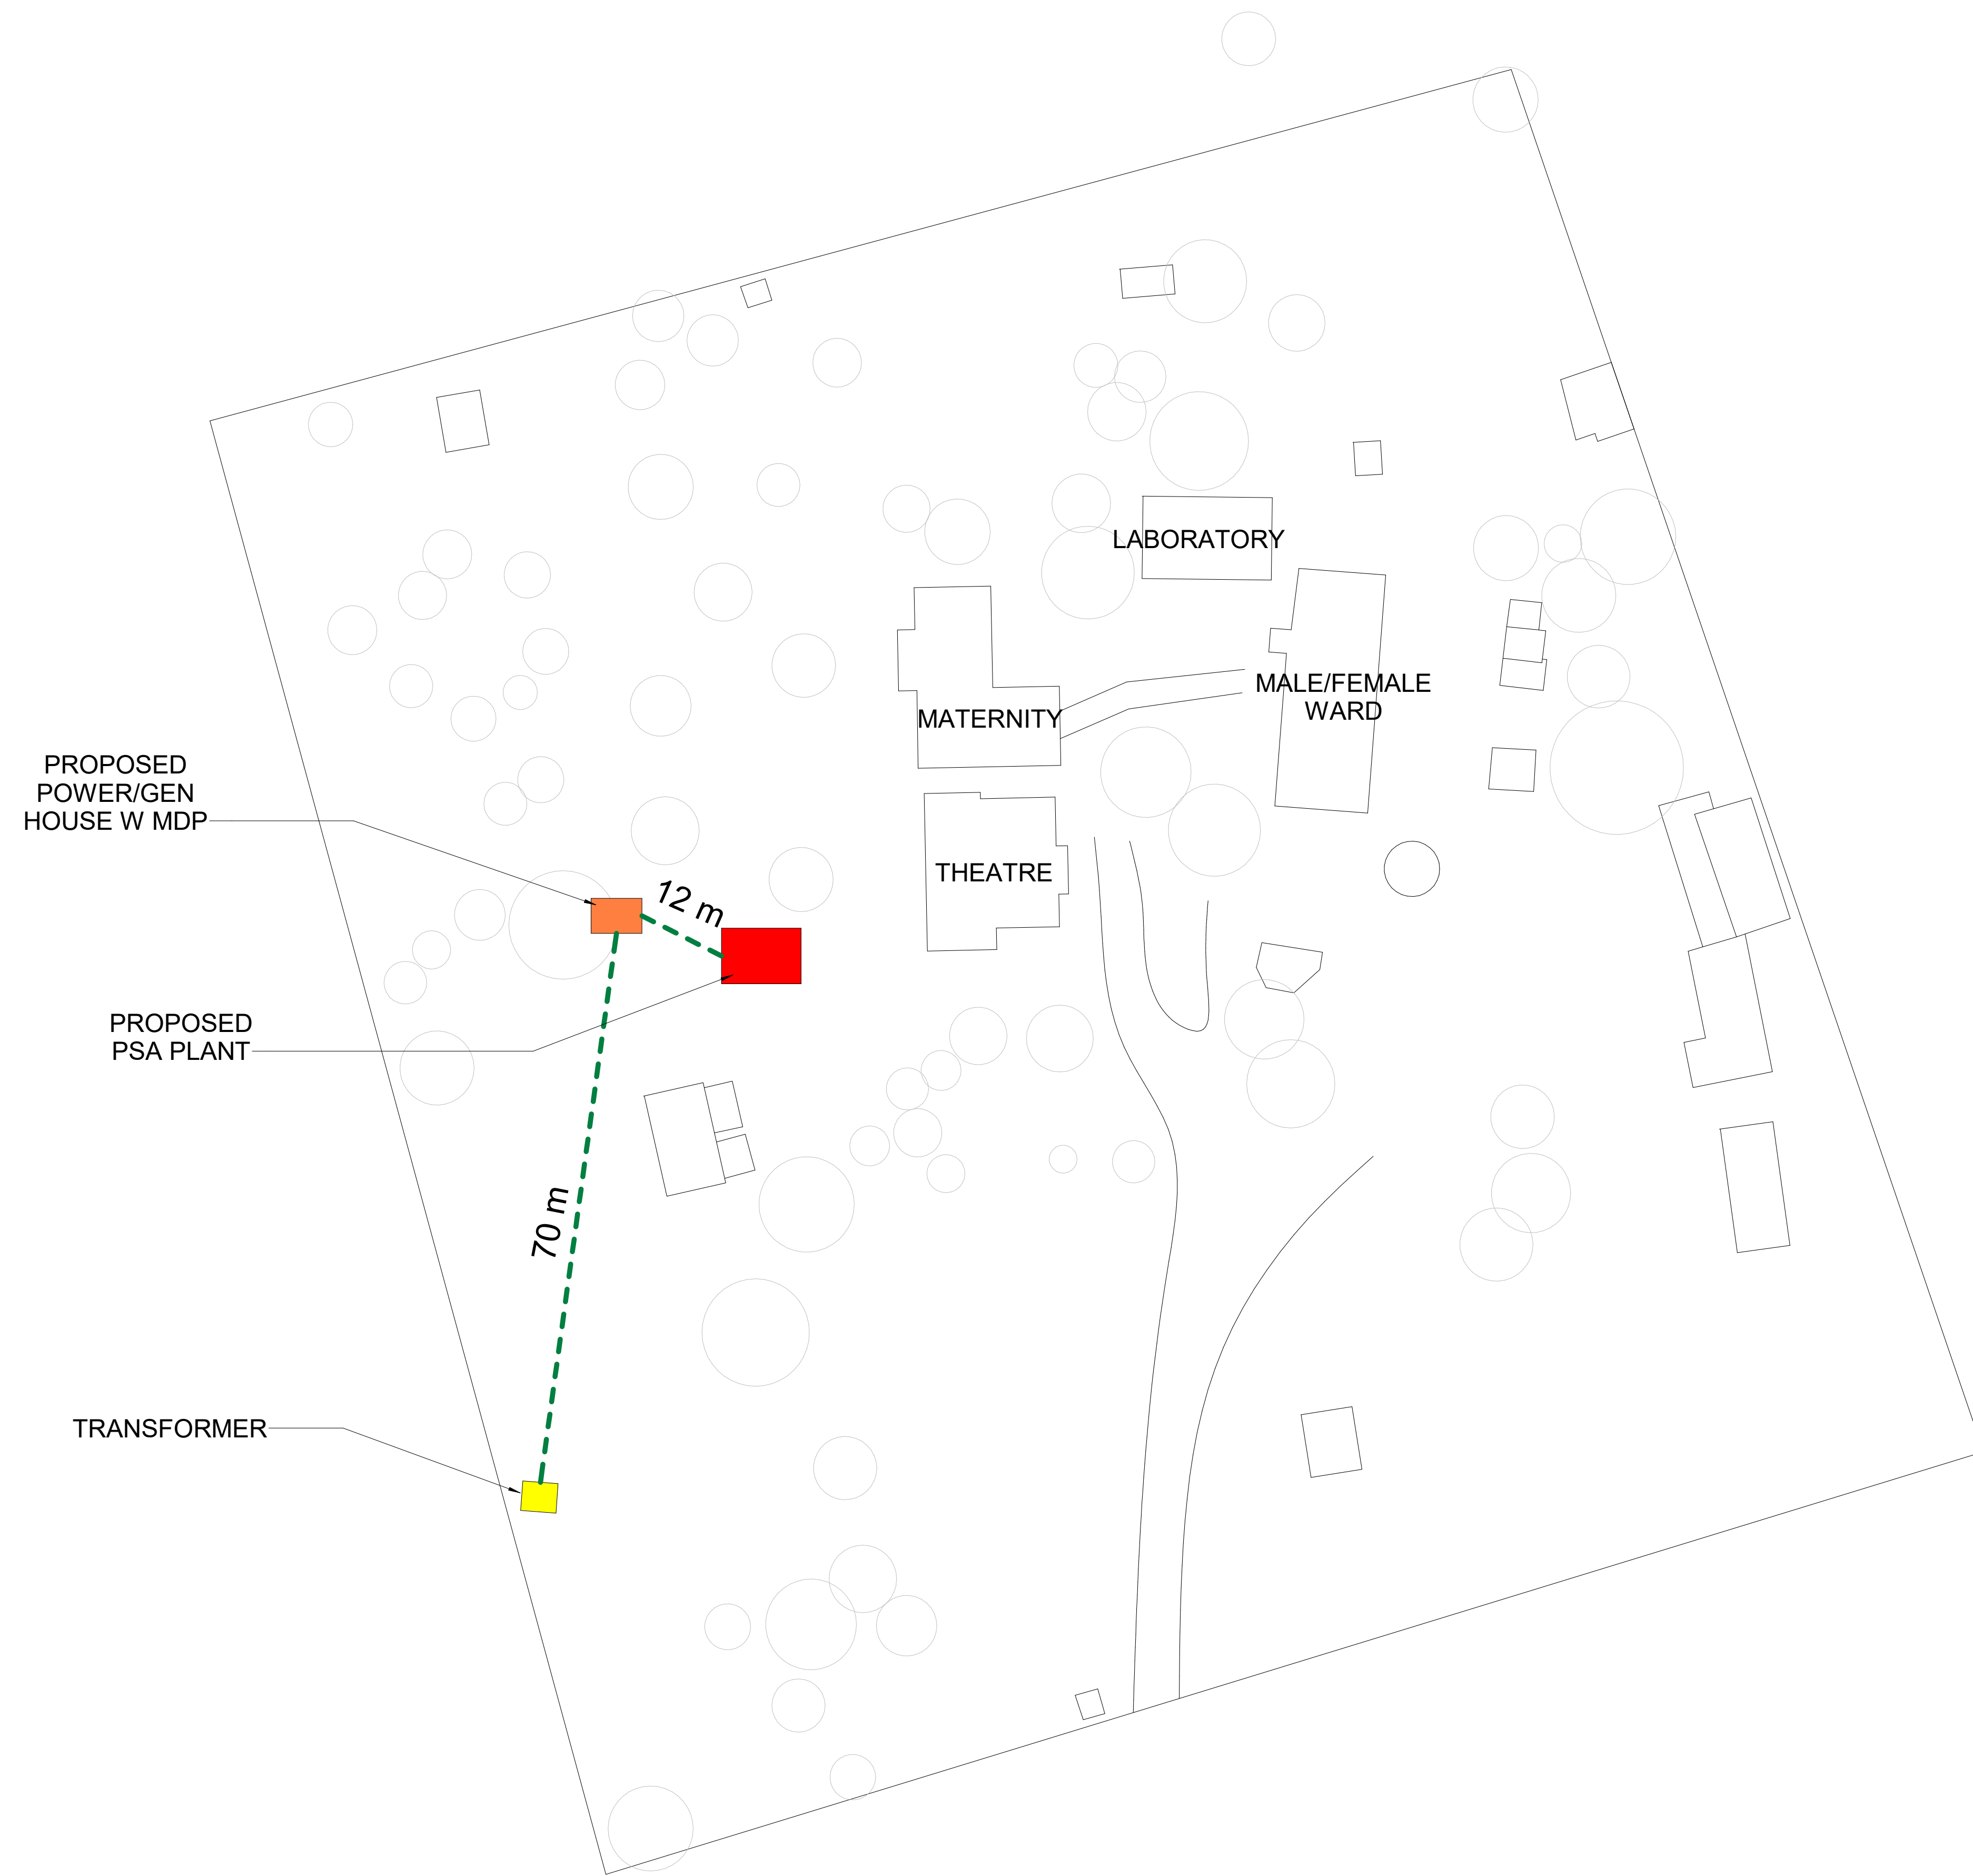 LABORATORY
MALE/FEMALE
WARD
MATERNITY
PROPOSED
POWER/GEN
HOUSE W MDP
THEATRE
12 m
PROPOSED
PSA PLANT
70 m
TRANSFORMER